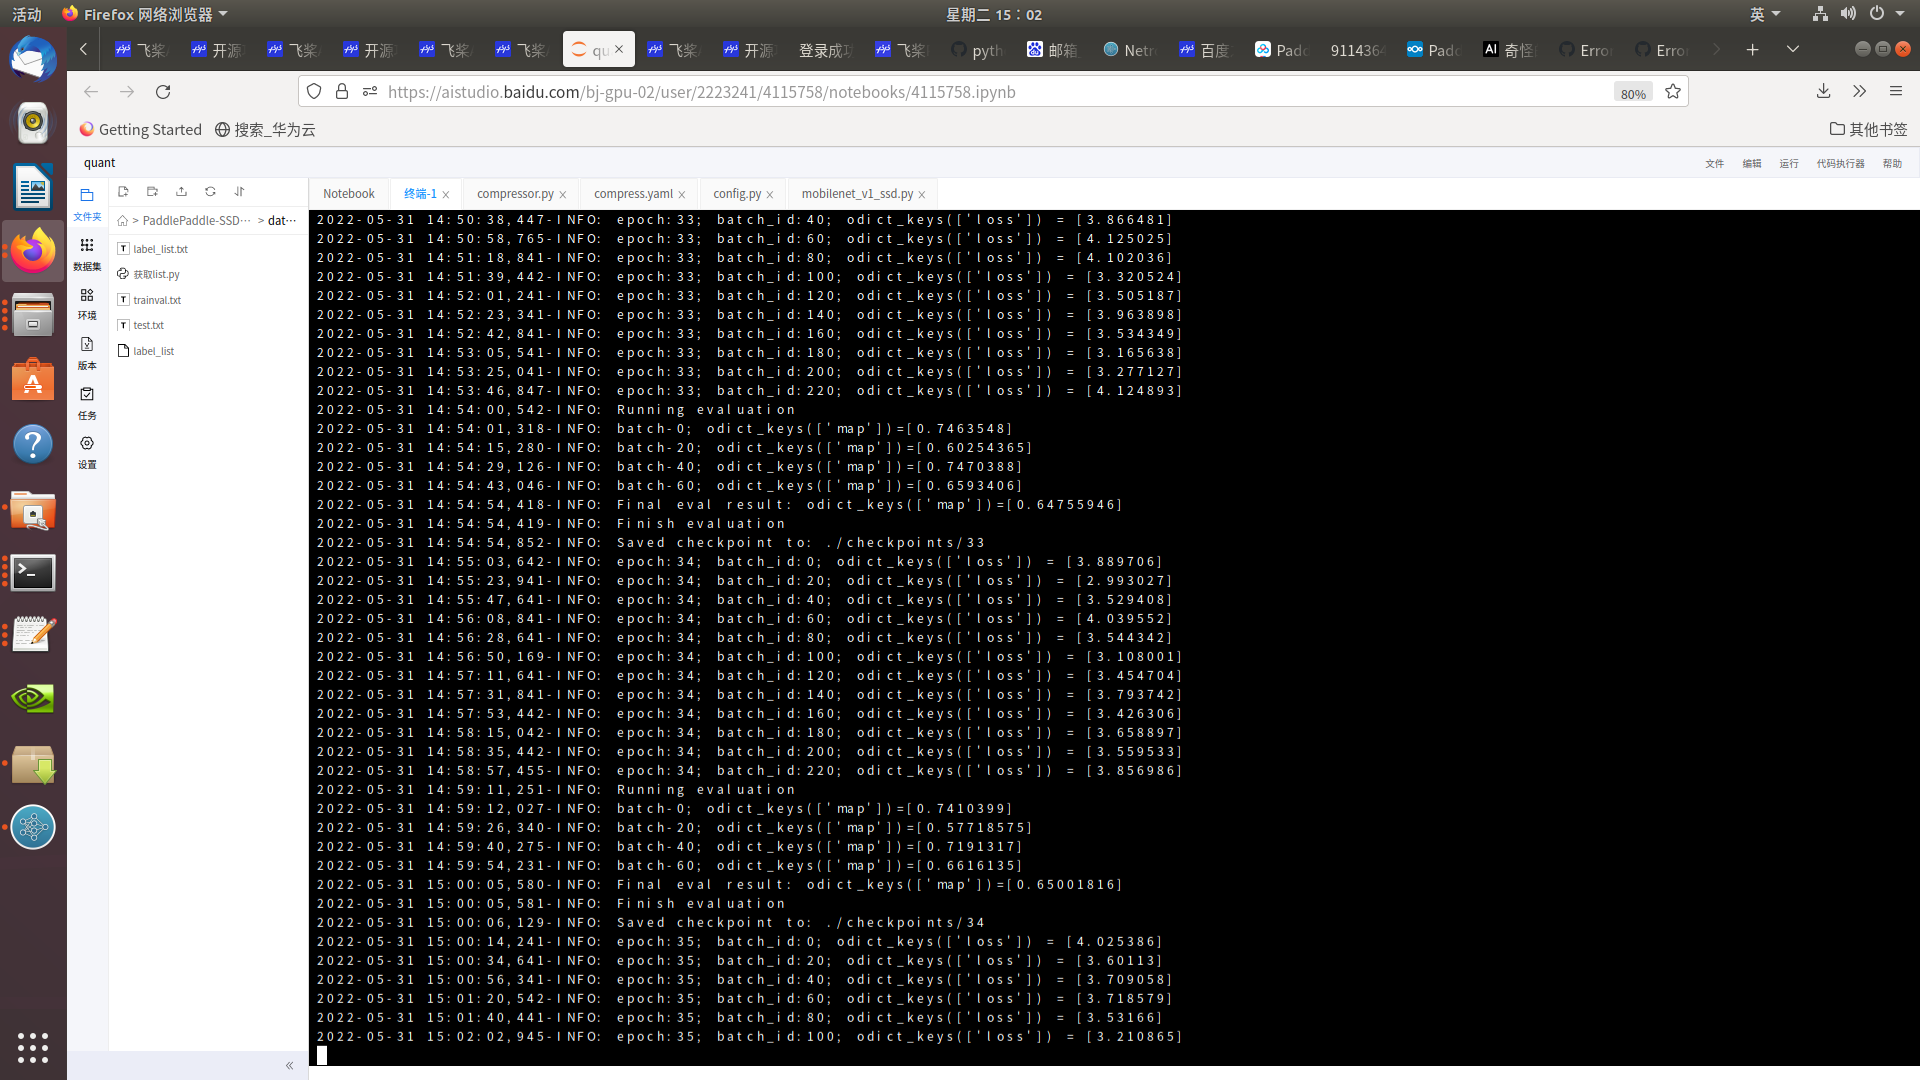 活动
Firefox 网络浏览器
星期二 15：02
英
飞桨
开源
飞桨
开源
飞桨
飞桨
qu
飞桨
开源
登录成功
飞桨
pyth
邮箱
Netr
百度
Padd
911436
Padd
奇怪
Erro
Erro
https://aistudio.baidu.com/bj-gpu-02/user/2223241/4115758/notebooks/4115758.ipynb
80%
Getting Started
搜索_华为云
其他书签
quant
文件
编辑
运行
代码执行器
帮助
文件夹
数据集
环境
版本
任务
设置
> PaddlePaddle-SSD… > dat…
label_list.txt
获取list.py
trainval.txt
test.txt
label_list
«
Notebook
终端-1
compressor.py
compress.yaml
config.py
mobilenet_v1_ssd.py
2022-05-31 14:50:38,447-INFO: epoch:33; batch_id:40; odict_keys(['loss']) = [3.866481]
2022-05-31 14:50:58,765-INFO: epoch:33; batch_id:60; odict_keys(['loss']) = [4.125025]
2022-05-31 14:51:18,841-INFO: epoch:33; batch_id:80; odict_keys(['loss']) = [4.102036]
2022-05-31 14:51:39,442-INFO: epoch:33; batch_id:100; odict_keys(['loss']) = [3.320524]
2022-05-31 14:52:01,241-INFO: epoch:33; batch_id:120; odict_keys(['loss']) = [3.505187]
2022-05-31 14:52:23,341-INFO: epoch:33; batch_id:140; odict_keys(['loss']) = [3.963898]
2022-05-31 14:52:42,841-INFO: epoch:33; batch_id:160; odict_keys(['loss']) = [3.534349]
2022-05-31 14:53:05,541-INFO: epoch:33; batch_id:180; odict_keys(['loss']) = [3.165638]
2022-05-31 14:53:25,041-INFO: epoch:33; batch_id:200; odict_keys(['loss']) = [3.277127]
2022-05-31 14:53:46,847-INFO: epoch:33; batch_id:220; odict_keys(['loss']) = [4.124893]
2022-05-31 14:54:00,542-INFO: Running evaluation
2022-05-31 14:54:01,318-INFO: batch-0; odict_keys(['map'])=[0.7463548]
2022-05-31 14:54:15,280-INFO: batch-20; odict_keys(['map'])=[0.60254365]
2022-05-31 14:54:29,126-INFO: batch-40; odict_keys(['map'])=[0.7470388]
2022-05-31 14:54:43,046-INFO: batch-60; odict_keys(['map'])=[0.6593406]
2022-05-31 14:54:54,418-INFO: Final eval result: odict_keys(['map'])=[0.64755946]
2022-05-31 14:54:54,419-INFO: Finish evaluation
2022-05-31 14:54:54,852-INFO: Saved checkpoint to: ./checkpoints/33
2022-05-31 14:55:03,642-INFO: epoch:34; batch_id:0; odict_keys(['loss']) = [3.889706]
2022-05-31 14:55:23,941-INFO: epoch:34; batch_id:20; odict_keys(['loss']) = [2.993027]
2022-05-31 14:55:47,641-INFO: epoch:34; batch_id:40; odict_keys(['loss']) = [3.529408]
2022-05-31 14:56:08,841-INFO: epoch:34; batch_id:60; odict_keys(['loss']) = [4.039552]
2022-05-31 14:56:28,641-INFO: epoch:34; batch_id:80; odict_keys(['loss']) = [3.544342]
2022-05-31 14:56:50,169-INFO: epoch:34; batch_id:100; odict_keys(['loss']) = [3.108001]
2022-05-31 14:57:11,641-INFO: epoch:34; batch_id:120; odict_keys(['loss']) = [3.454704]
2022-05-31 14:57:31,841-INFO: epoch:34; batch_id:140; odict_keys(['loss']) = [3.793742]
2022-05-31 14:57:53,442-INFO: epoch:34; batch_id:160; odict_keys(['loss']) = [3.426306]
2022-05-31 14:58:15,042-INFO: epoch:34; batch_id:180; odict_keys(['loss']) = [3.658897]
2022-05-31 14:58:35,442-INFO: epoch:34; batch_id:200; odict_keys(['loss']) = [3.559533]
2022-05-31 14:58:57,455-INFO: epoch:34; batch_id:220; odict_keys(['loss']) = [3.856986]
2022-05-31 14:59:11,251-INFO: Running evaluation
2022-05-31 14:59:12,027-INFO: batch-0; odict_keys(['map'])=[0.7410399]
2022-05-31 14:59:26,340-INFO: batch-20; odict_keys(['map'])=[0.57718575]
2022-05-31 14:59:40,275-INFO: batch-40; odict_keys(['map'])=[0.7191317]
2022-05-31 14:59:54,231-INFO: batch-60; odict_keys(['map'])=[0.6616135]
2022-05-31 15:00:05,580-INFO: Final eval result: odict_keys(['map'])=[0.65001816]
2022-05-31 15:00:05,581-INFO: Finish evaluation
2022-05-31 15:00:06,129-INFO: Saved checkpoint to: ./checkpoints/34
2022-05-31 15:00:14,241-INFO: epoch:35; batch_id:0; odict_keys(['loss']) = [4.025386]
2022-05-31 15:00:34,641-INFO: epoch:35; batch_id:20; odict_keys(['loss']) = [3.60113]
2022-05-31 15:00:56,341-INFO: epoch:35; batch_id:40; odict_keys(['loss']) = [3.709058]
2022-05-31 15:01:20,542-INFO: epoch:35; batch_id:60; odict_keys(['loss']) = [3.718579]
2022-05-31 15:01:40,441-INFO: epoch:35; batch_id:80; odict_keys(['loss']) = [3.53166]
2022-05-31 15:02:02,945-INFO: epoch:35; batch_id:100; odict_keys(['loss']) = [3.210865]